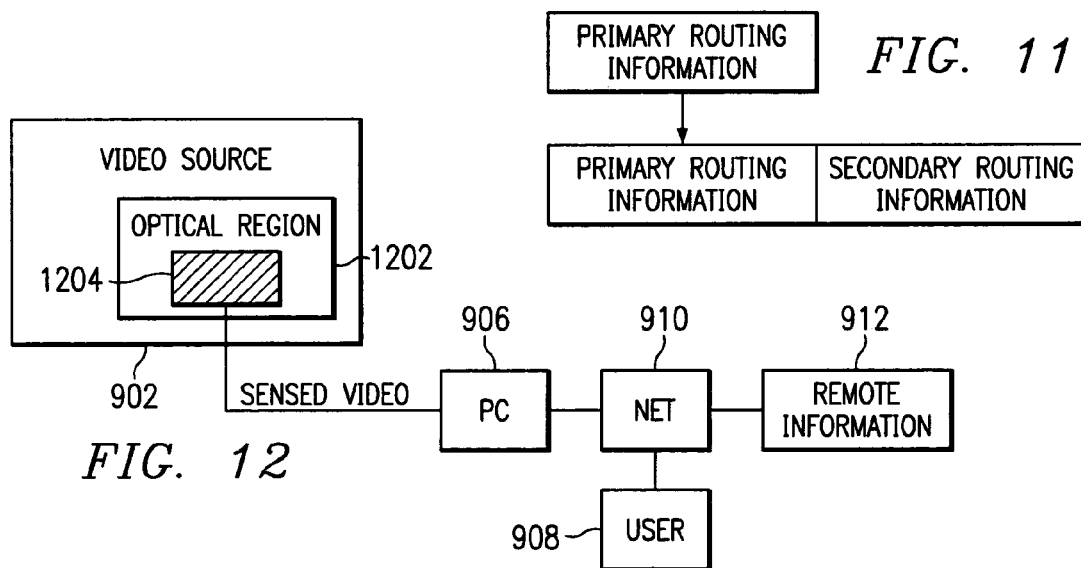 PRIMARY ROUTING
INFORMATION
FIG. 11
PRIMARY ROUTING
INFORMATION
SECONDARY ROUTING
INFORMATION
VIDEO SOURCE
OPTICAL REGION
1204
1202
902
SENSED VIDEO
906
PC
910
NET
912
REMOTE
INFORMATION
908
USER
FIG. 12